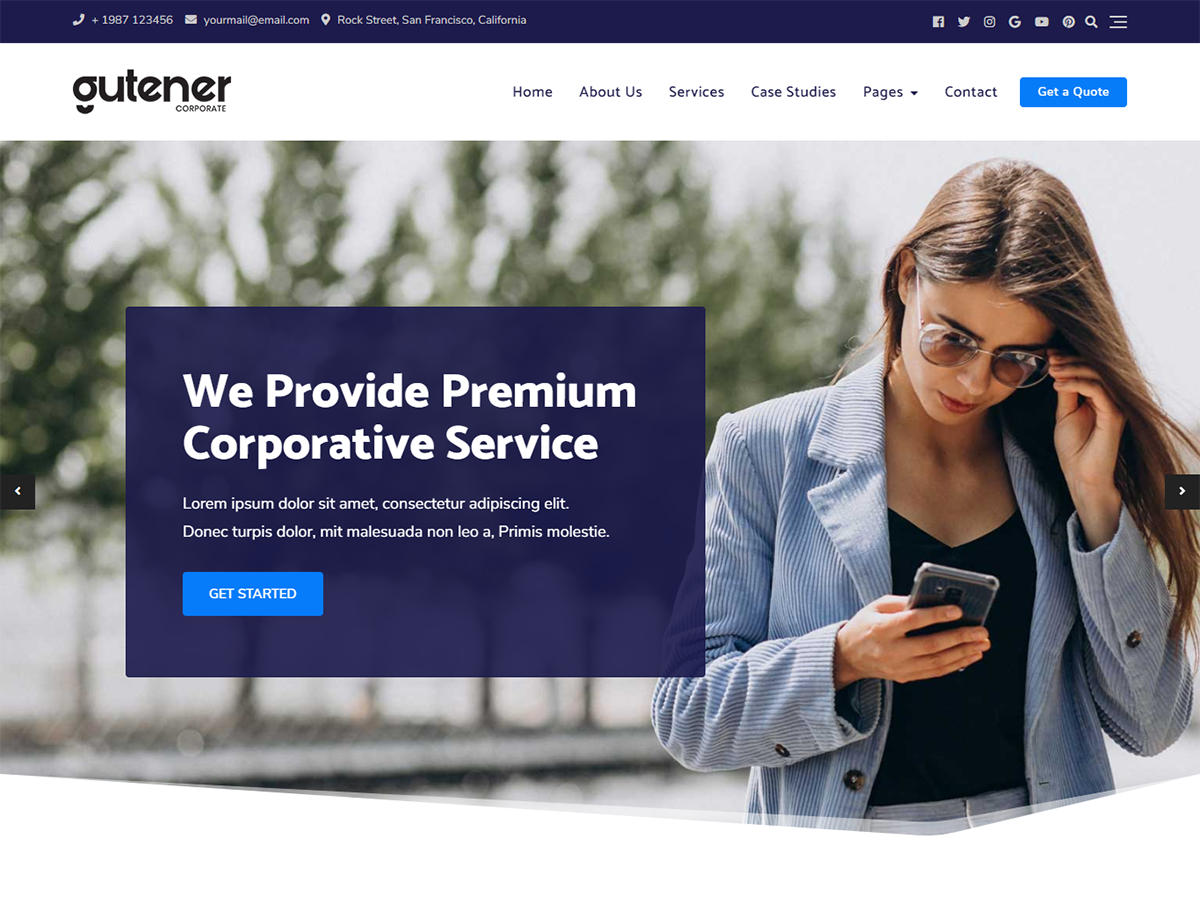 + 1987 123456 yourmail@email.com Rock Street, San Francisco, California
gutener
CORPORATE
Home About Us Services Case Studies Pages Contact Get a Quote
We Provide Premium
Corporative Service
Lorem ipsum dolor sit amet, consectetur adipiscing elit.
Donec turpis dolor, mit malesuada non leo a, Primis molestie.
GET STARTED